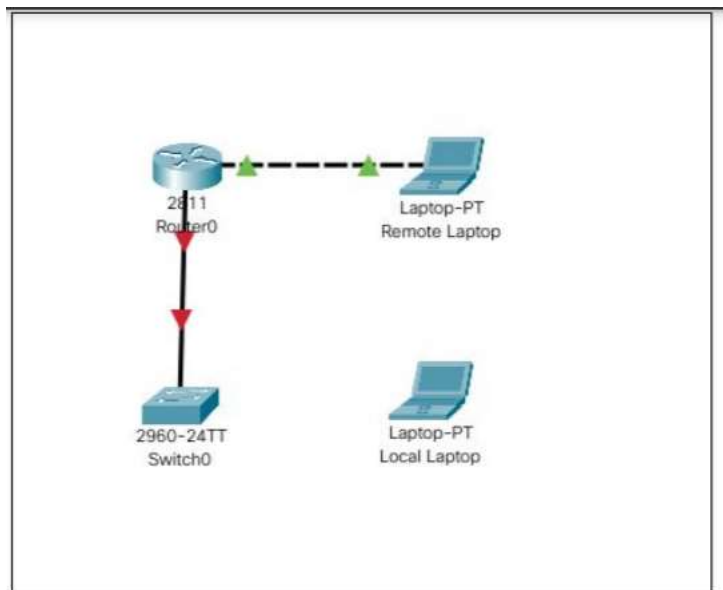 2811
Router0
Laptop-PT
Remote Laptop
2960-24TT
Switch0
Laptop-PT
Local Laptop